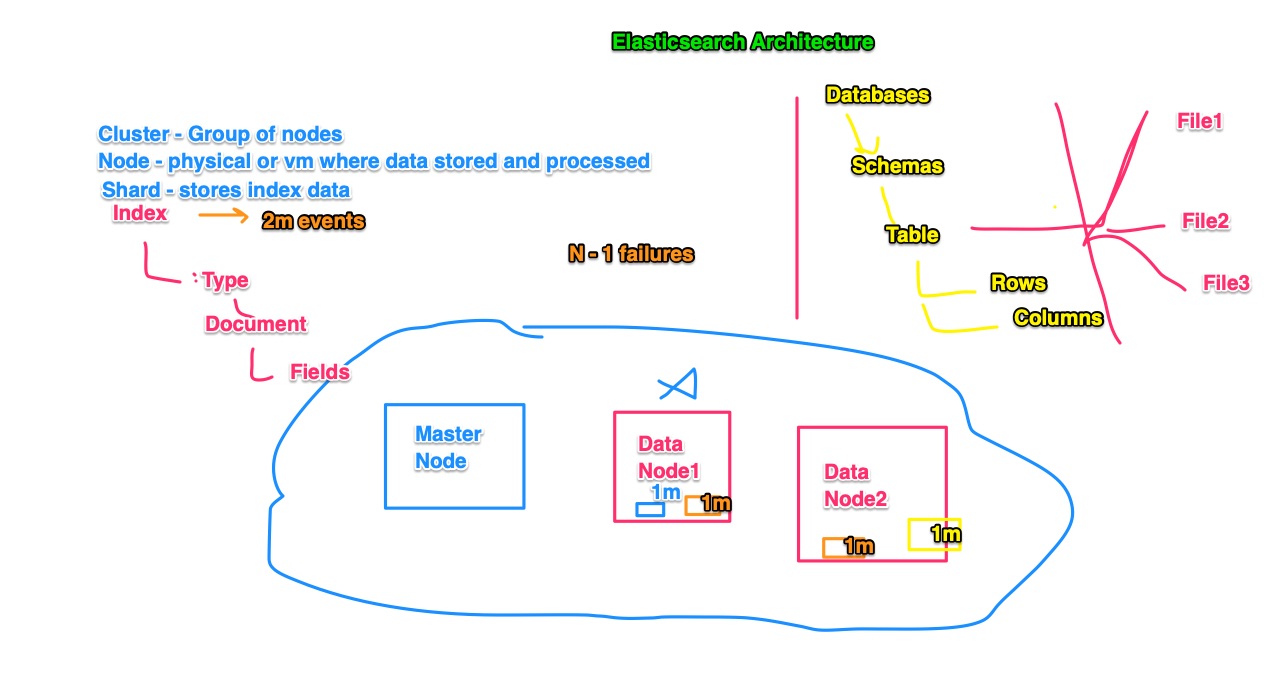 Elasticsearch Architecture
Cluster - Group of nodes
Node - physical or vm where data stored and processed
Shard - stores index data
Index
2m events
Type
Document
Fields
N - 1 failures
Databases
Schemas
Table
Rows
Columns
File1
File2
File3
Master
Node
Data
Node1
1m
1m
Data
Node2
1m
1m